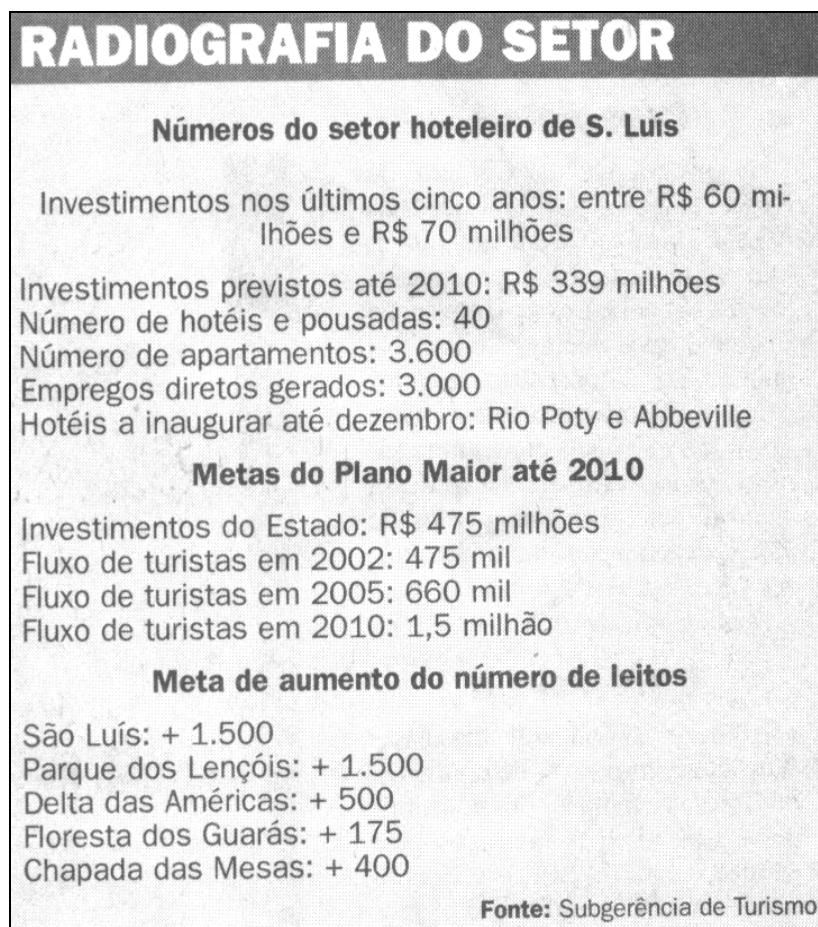 RADIOGRAFIA DO SETOR
Números do setor hoteleiro de S. Luís
Investimentos nos últimos cinco anos: entre R$ 60 mi-
lhões e R$ 70 milhões
Investimentos previstos até 2010: R$ 339 milhões
Número de hotéis e pousadas: 40
Número de apartamentos: 3.600
Empregos diretos gerados: 3.000
Hotéis a inaugurar até dezembro: Rio Poty e Abbeville
Metas do Plano Maior até 2010
Investimentos do Estado: R$ 475 milhões
Fluxo de turistas em 2002: 475 mil
Fluxo de turistas em 2005: 660 mil
Fluxo de turistas em 2010: 1,5 milhão
Meta de aumento do número de leitos
São Luís: + 1.500
Parque dos Lençóis: + 1.500
Delta das Américas: + 500
Floresta dos Guarás: + 175
Chapada das Mesas: + 400
Fonte: Subgerência de Turismo